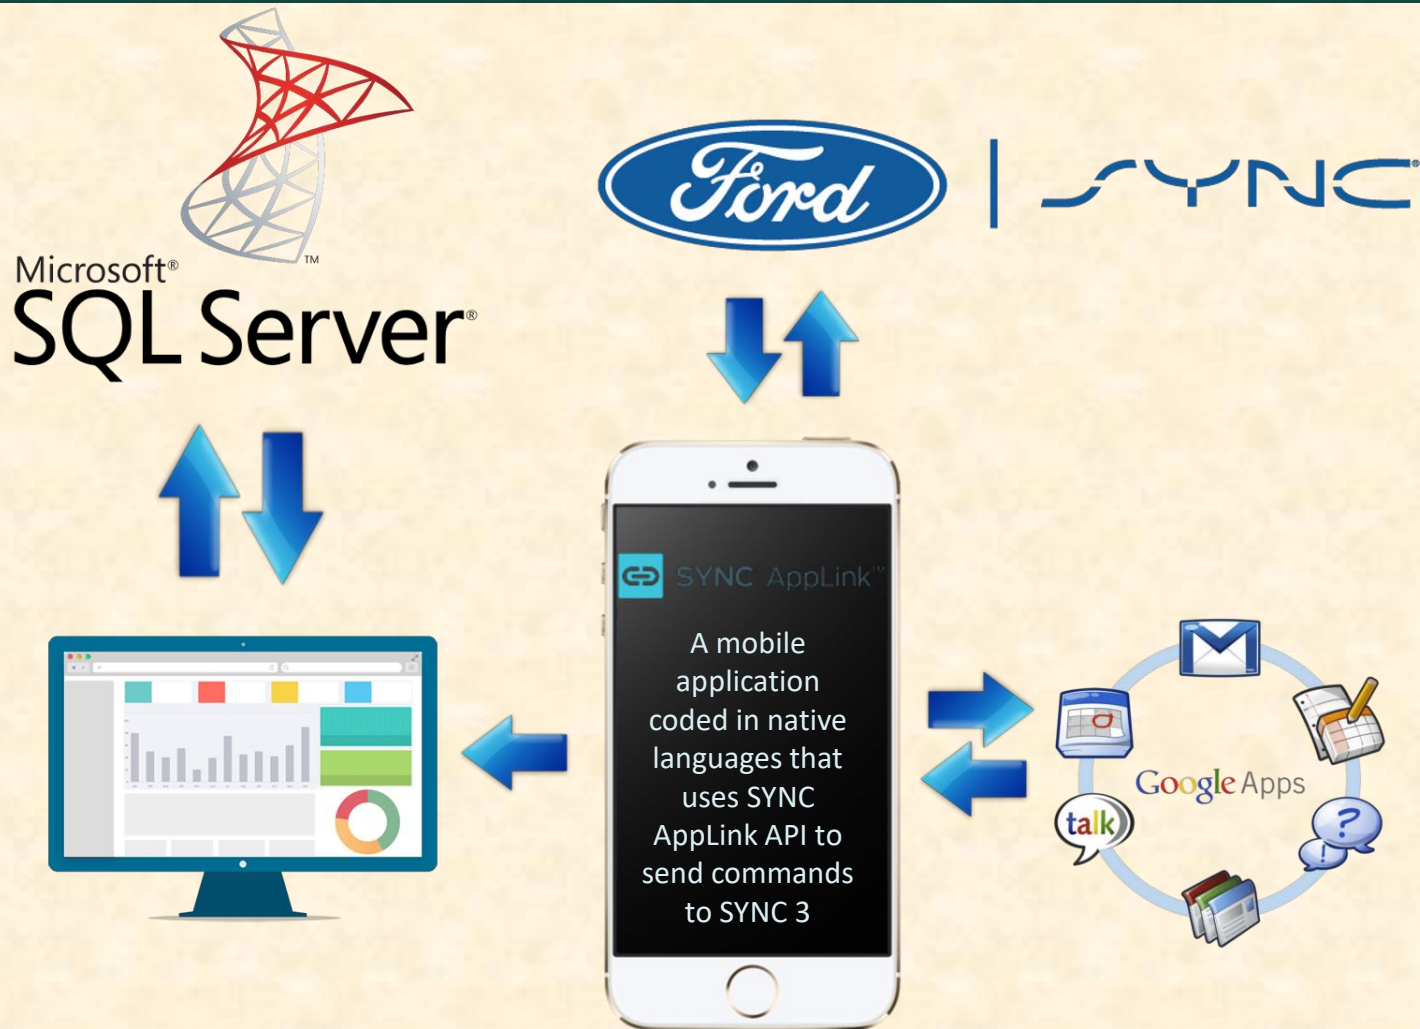 Microsoft®
SQL Server®
TM
Ford
SYNC®
SYNC AppLink™
A mobile
application
coded in native
languages that
uses SYNC
AppLink API to
send commands
to SYNC 3
Google Apps
talk
?
!